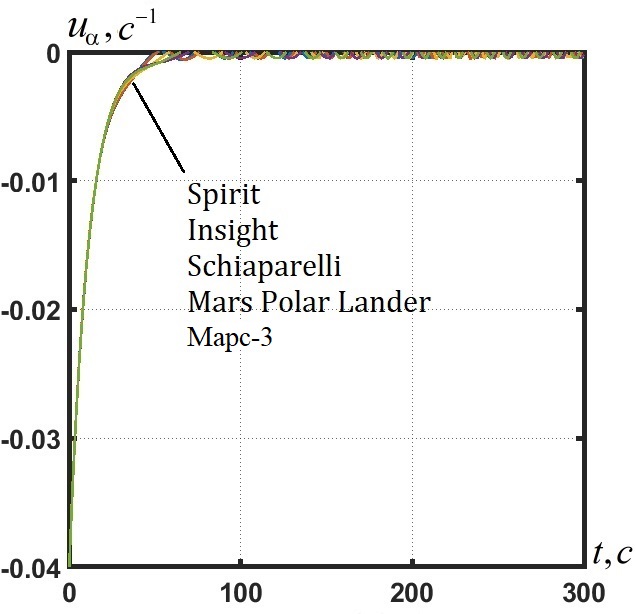 uα, c⁻¹
0
-0.01
-0.02
-0.03
-0.04
Spirit
Insight
Schiaparelli
Mars Polar Lander
Марс-3
0
100
200
300
t, c